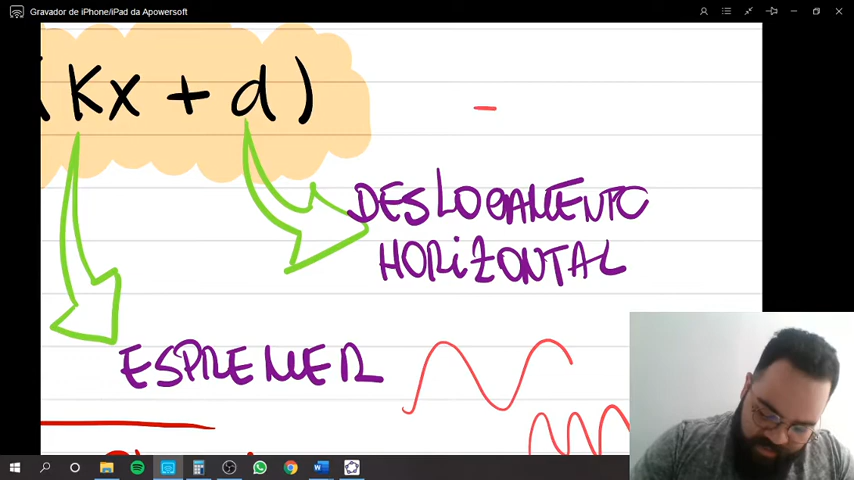 Gravador de iPhone/iPad da Apowersoft
(Kx + d)
DESLOCAMENTO
HORIZONTAL
ESPREMER